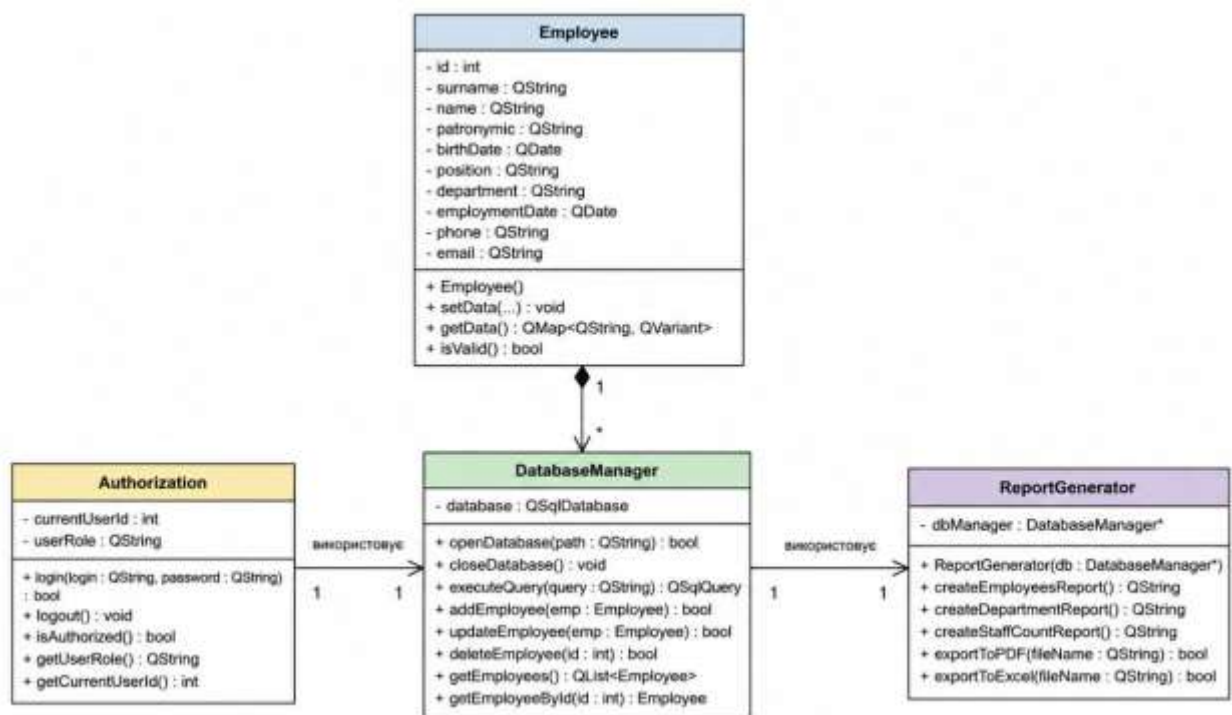 Employee
- id : int
- surname : QString
- name : QString
- patronymic : QString
- birthDate : QDate
- position : QString
- department : QString
- employmentDate : QDate
- phone : QString
- email : QString
+ Employee()
+ setData(...) : void
+ getData() : QMap<QString, QVariant>
+ isValid() : bool
1
*
Authorization
- currentUserId : int
- userRole : QString
+ login(login : QString, password : QString)
: bool
+ logout() : void
+ isAuthorized() : bool
+ getUserRole() : QString
+ getCurrentUserId() : int
використовує
1 1
DatabaseManager
- database : QSqlDatabase
+ openDatabase(path : QString) : bool
+ closeDatabase() : void
+ executeQuery(query : QString) : QSqlQuery
+ addEmployee(emp : Employee) : bool
+ updateEmployee(emp : Employee) : bool
+ deleteEmployee(id : int) : bool
+ getEmployees() : QList<Employee>
+ getEmployeeById(id : int) : Employee
використовує
1 1
ReportGenerator
- dbManager : DatabaseManager*
+ ReportGenerator(db : DatabaseManager*)
+ createEmployeesReport() : QString
+ createDepartmentReport() : QString
+ createStaffCountReport() : QString
+ exportToPDF(fileName : QString) : bool
+ exportToExcel(fileName : QString) : bool